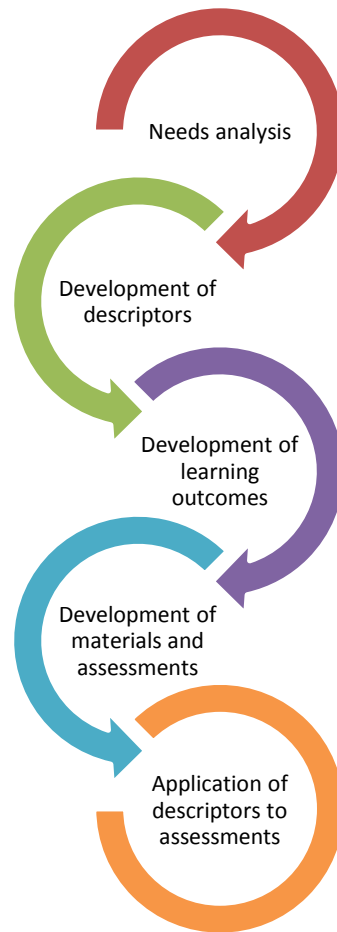 Needs analysis
Development of
descriptors
Development of
learning
outcomes
Development of
materials and
assessments
Application of
descriptors to
assessments